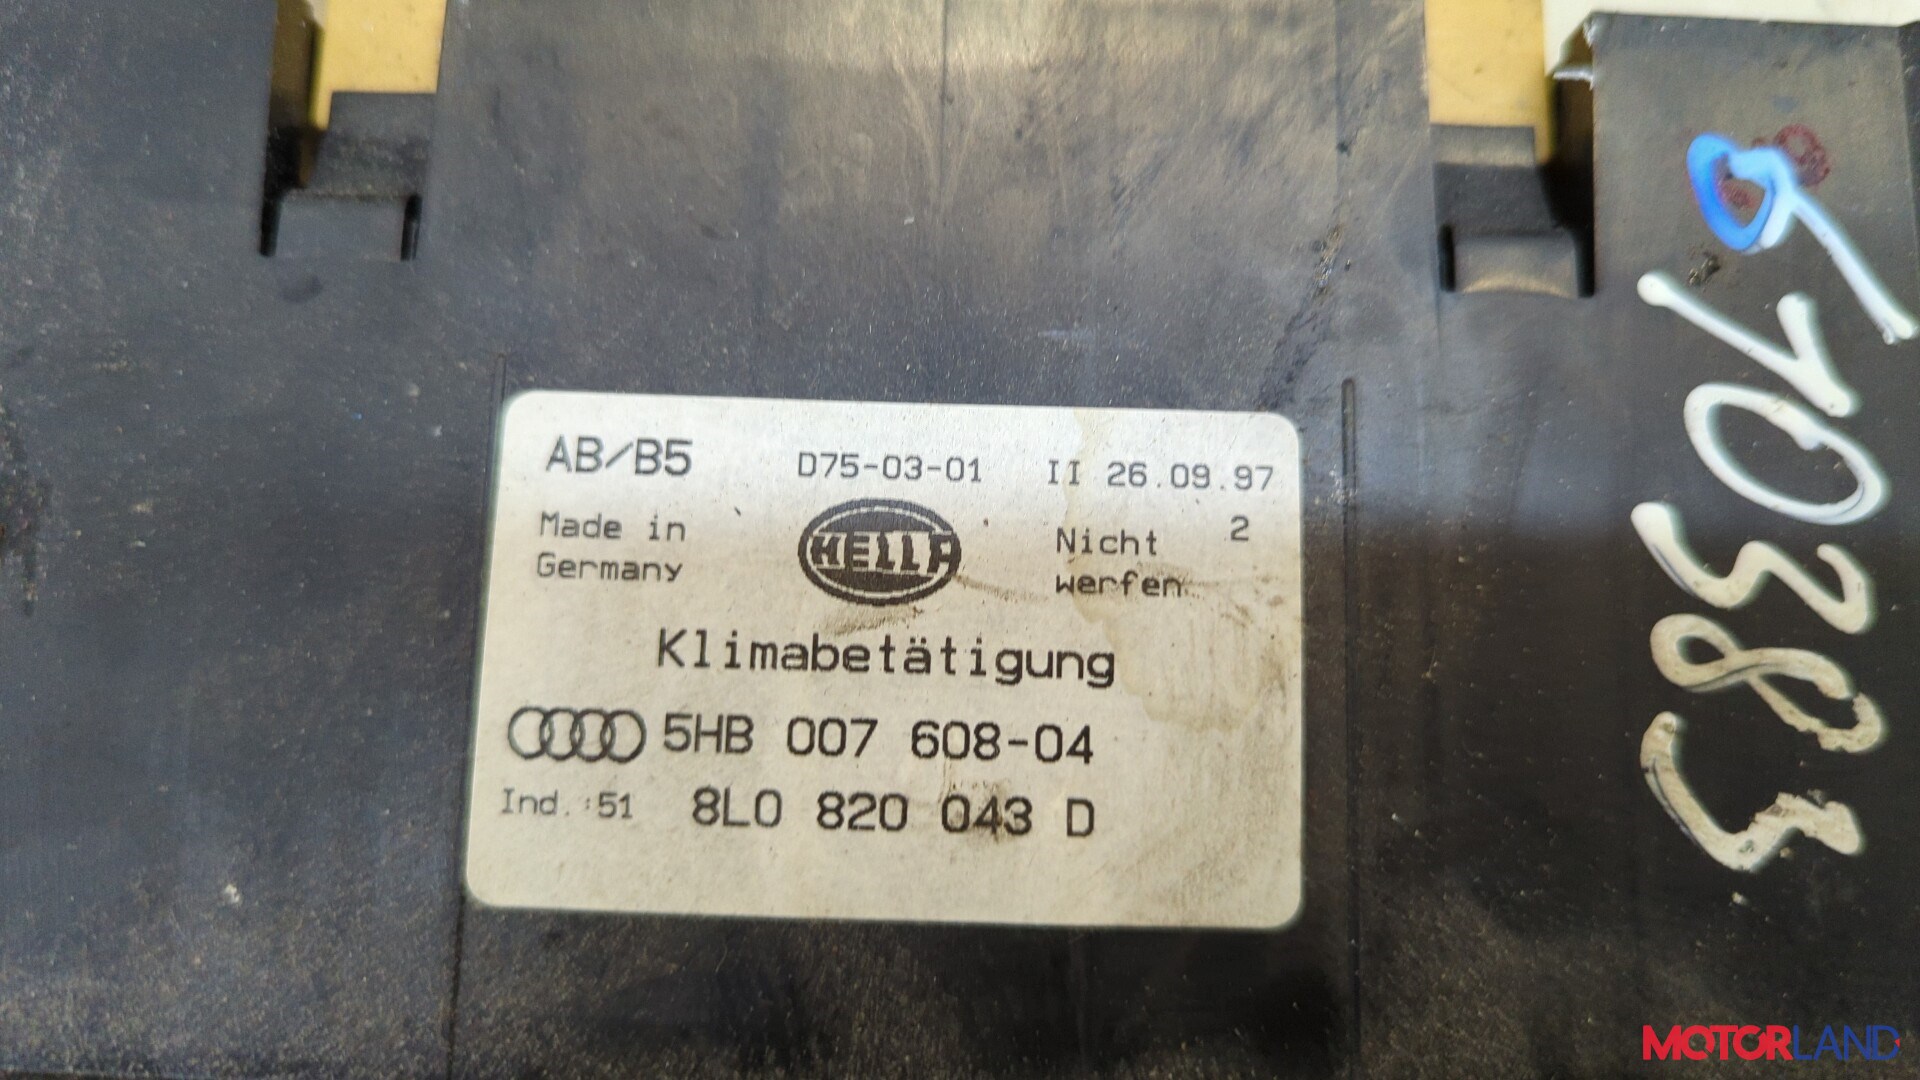 AB/B5 D75-03-01 II 26.09.97
Made in
Germany
HELLA
Nicht 2
werfen
Klimabetätigung
5HB 007 608-04
Ind.:51 8L0 820 043 D
MOTORLAND